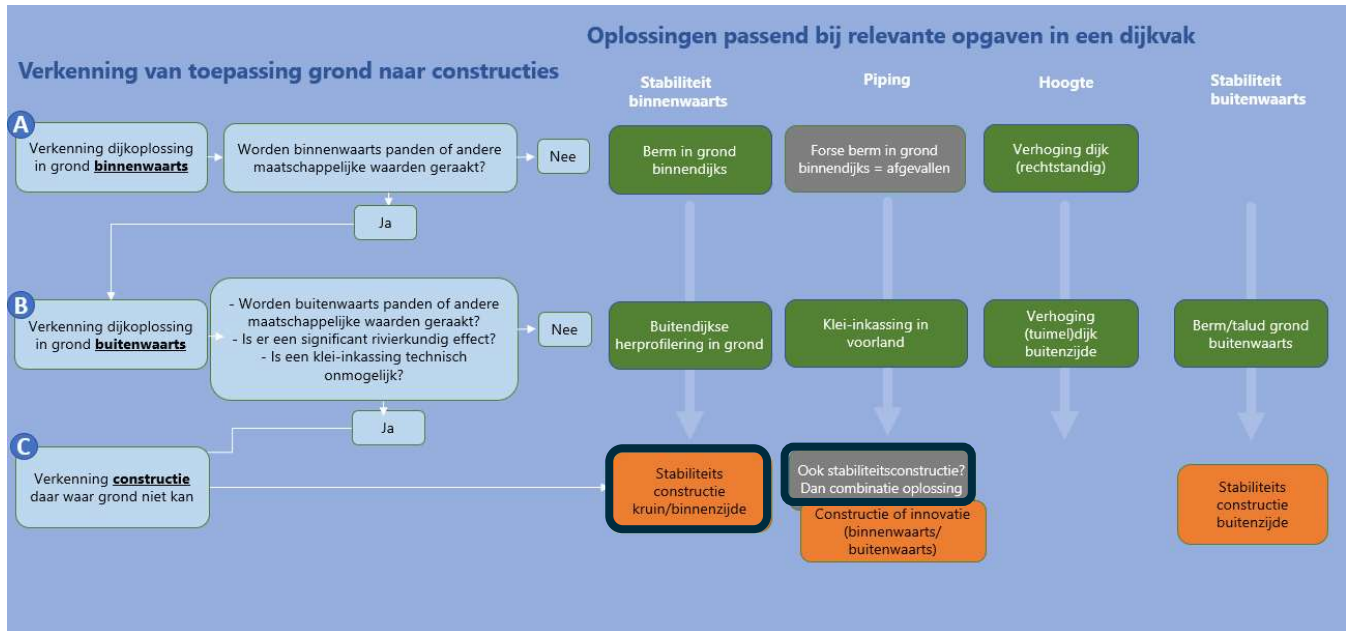 Oplossingen passend bij relevante opgaven in een dijkvak
Verkenning van toepassing grond naar constructies
Stabiliteit
binnenwaarts
Piping
Hoogte
Stabiliteit
buitenwaarts
A
Verkenning dijkoplossing
in grond binnenwaarts
Worden binnenwaarts panden of andere
maatschappelijke waarden geraakt?
Nee
Berm in grond
binnendijks
Forse berm in grond
binnendijks = afgevallen
Verhoging dijk
(rechtstandig)
Ja
B
Verkenning dijkoplossing
in grond buitenwaarts
- Worden buitenwaarts panden of andere
maatschappelijke waarden geraakt?
- Is er een significant rivierkundig effect?
- Is een klei-inkassing technisch
onmogelijk?
Nee
Buitendijkse
herprofilering in grond
Klei-inkassing in
voorland
Verhoging
(tuimel)dijk
buitenzijde
Berm/talud grond
buitenwaarts
Ja
C
Verkenning constructie
daar waar grond niet kan
Stabiliteits
constructie
kruin/binnenzijde
Ook stabiliteitsconstructie?
Dan combinatie oplossing
Constructie of innovatie
(binnenwaarts/
buitenwaarts)
Stabiliteits
constructie
buitenzijde